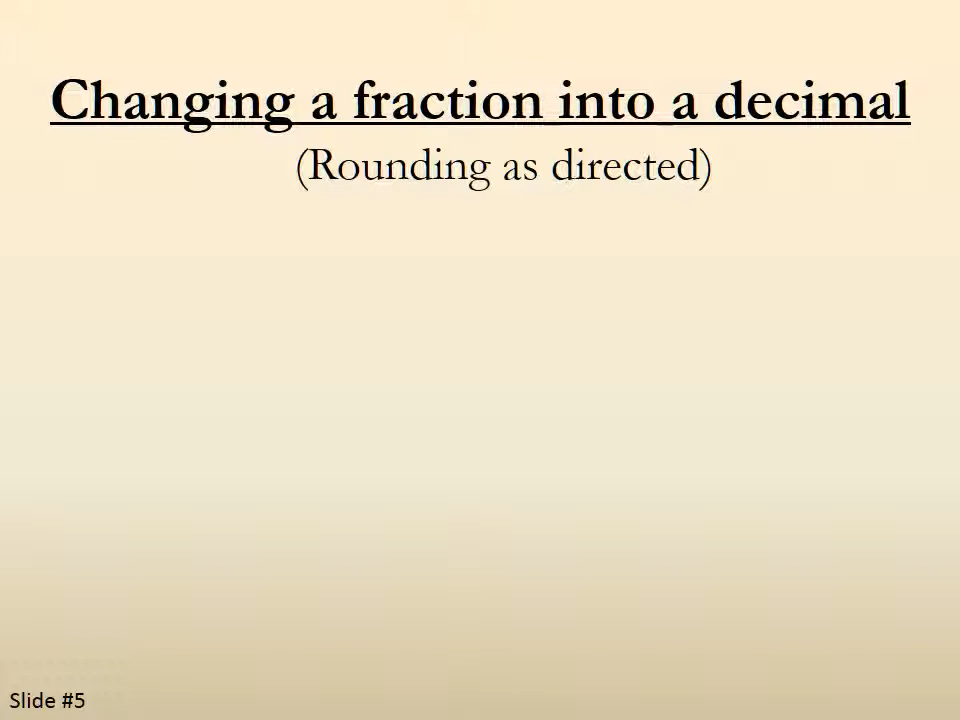 Changing a fraction into a decimal
(Rounding as directed)
Slide #5